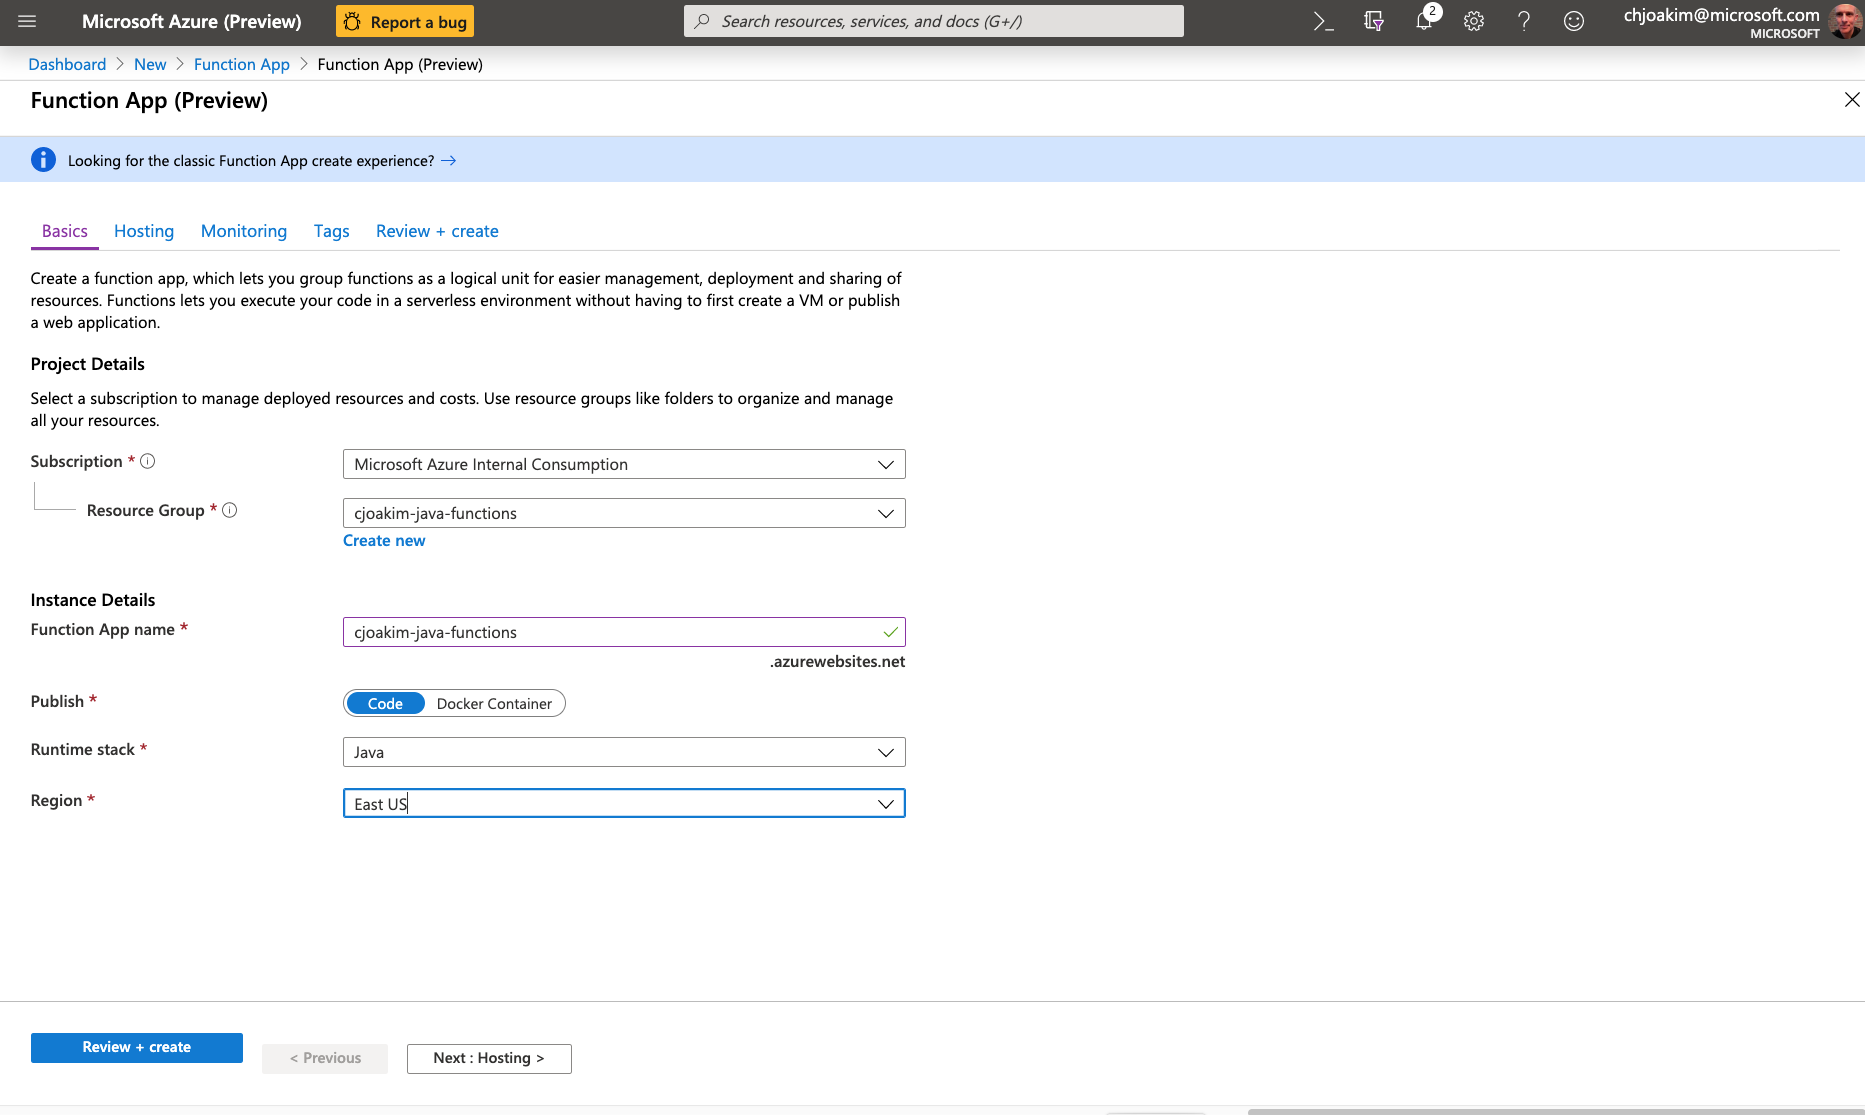 Microsoft Azure (Preview)
Report a bug
Search resources, services, and docs (G+/)
2
chjoakim@microsoft.com
MICROSOFT
Dashboard > New > Function App > Function App (Preview)
Function App (Preview)
Looking for the classic Function App create experience? →
Basics Hosting Monitoring Tags Review + create
Create a function app, which lets you group functions as a logical unit for easier management, deployment and sharing of
resources. Functions lets you execute your code in a serverless environment without having to first create a VM or publish
a web application.
Project Details
Select a subscription to manage deployed resources and costs. Use resource groups like folders to organize and manage
all your resources.
Subscription *
Microsoft Azure Internal Consumption
Resource Group *
cjoakim-java-functions
Create new
Instance Details
Function App name *
cjoakim-java-functions
.azurewebsites.net
Publish *
Code Docker Container
Runtime stack *
Java
Region *
East US
Review + create
< Previous
Next : Hosting >